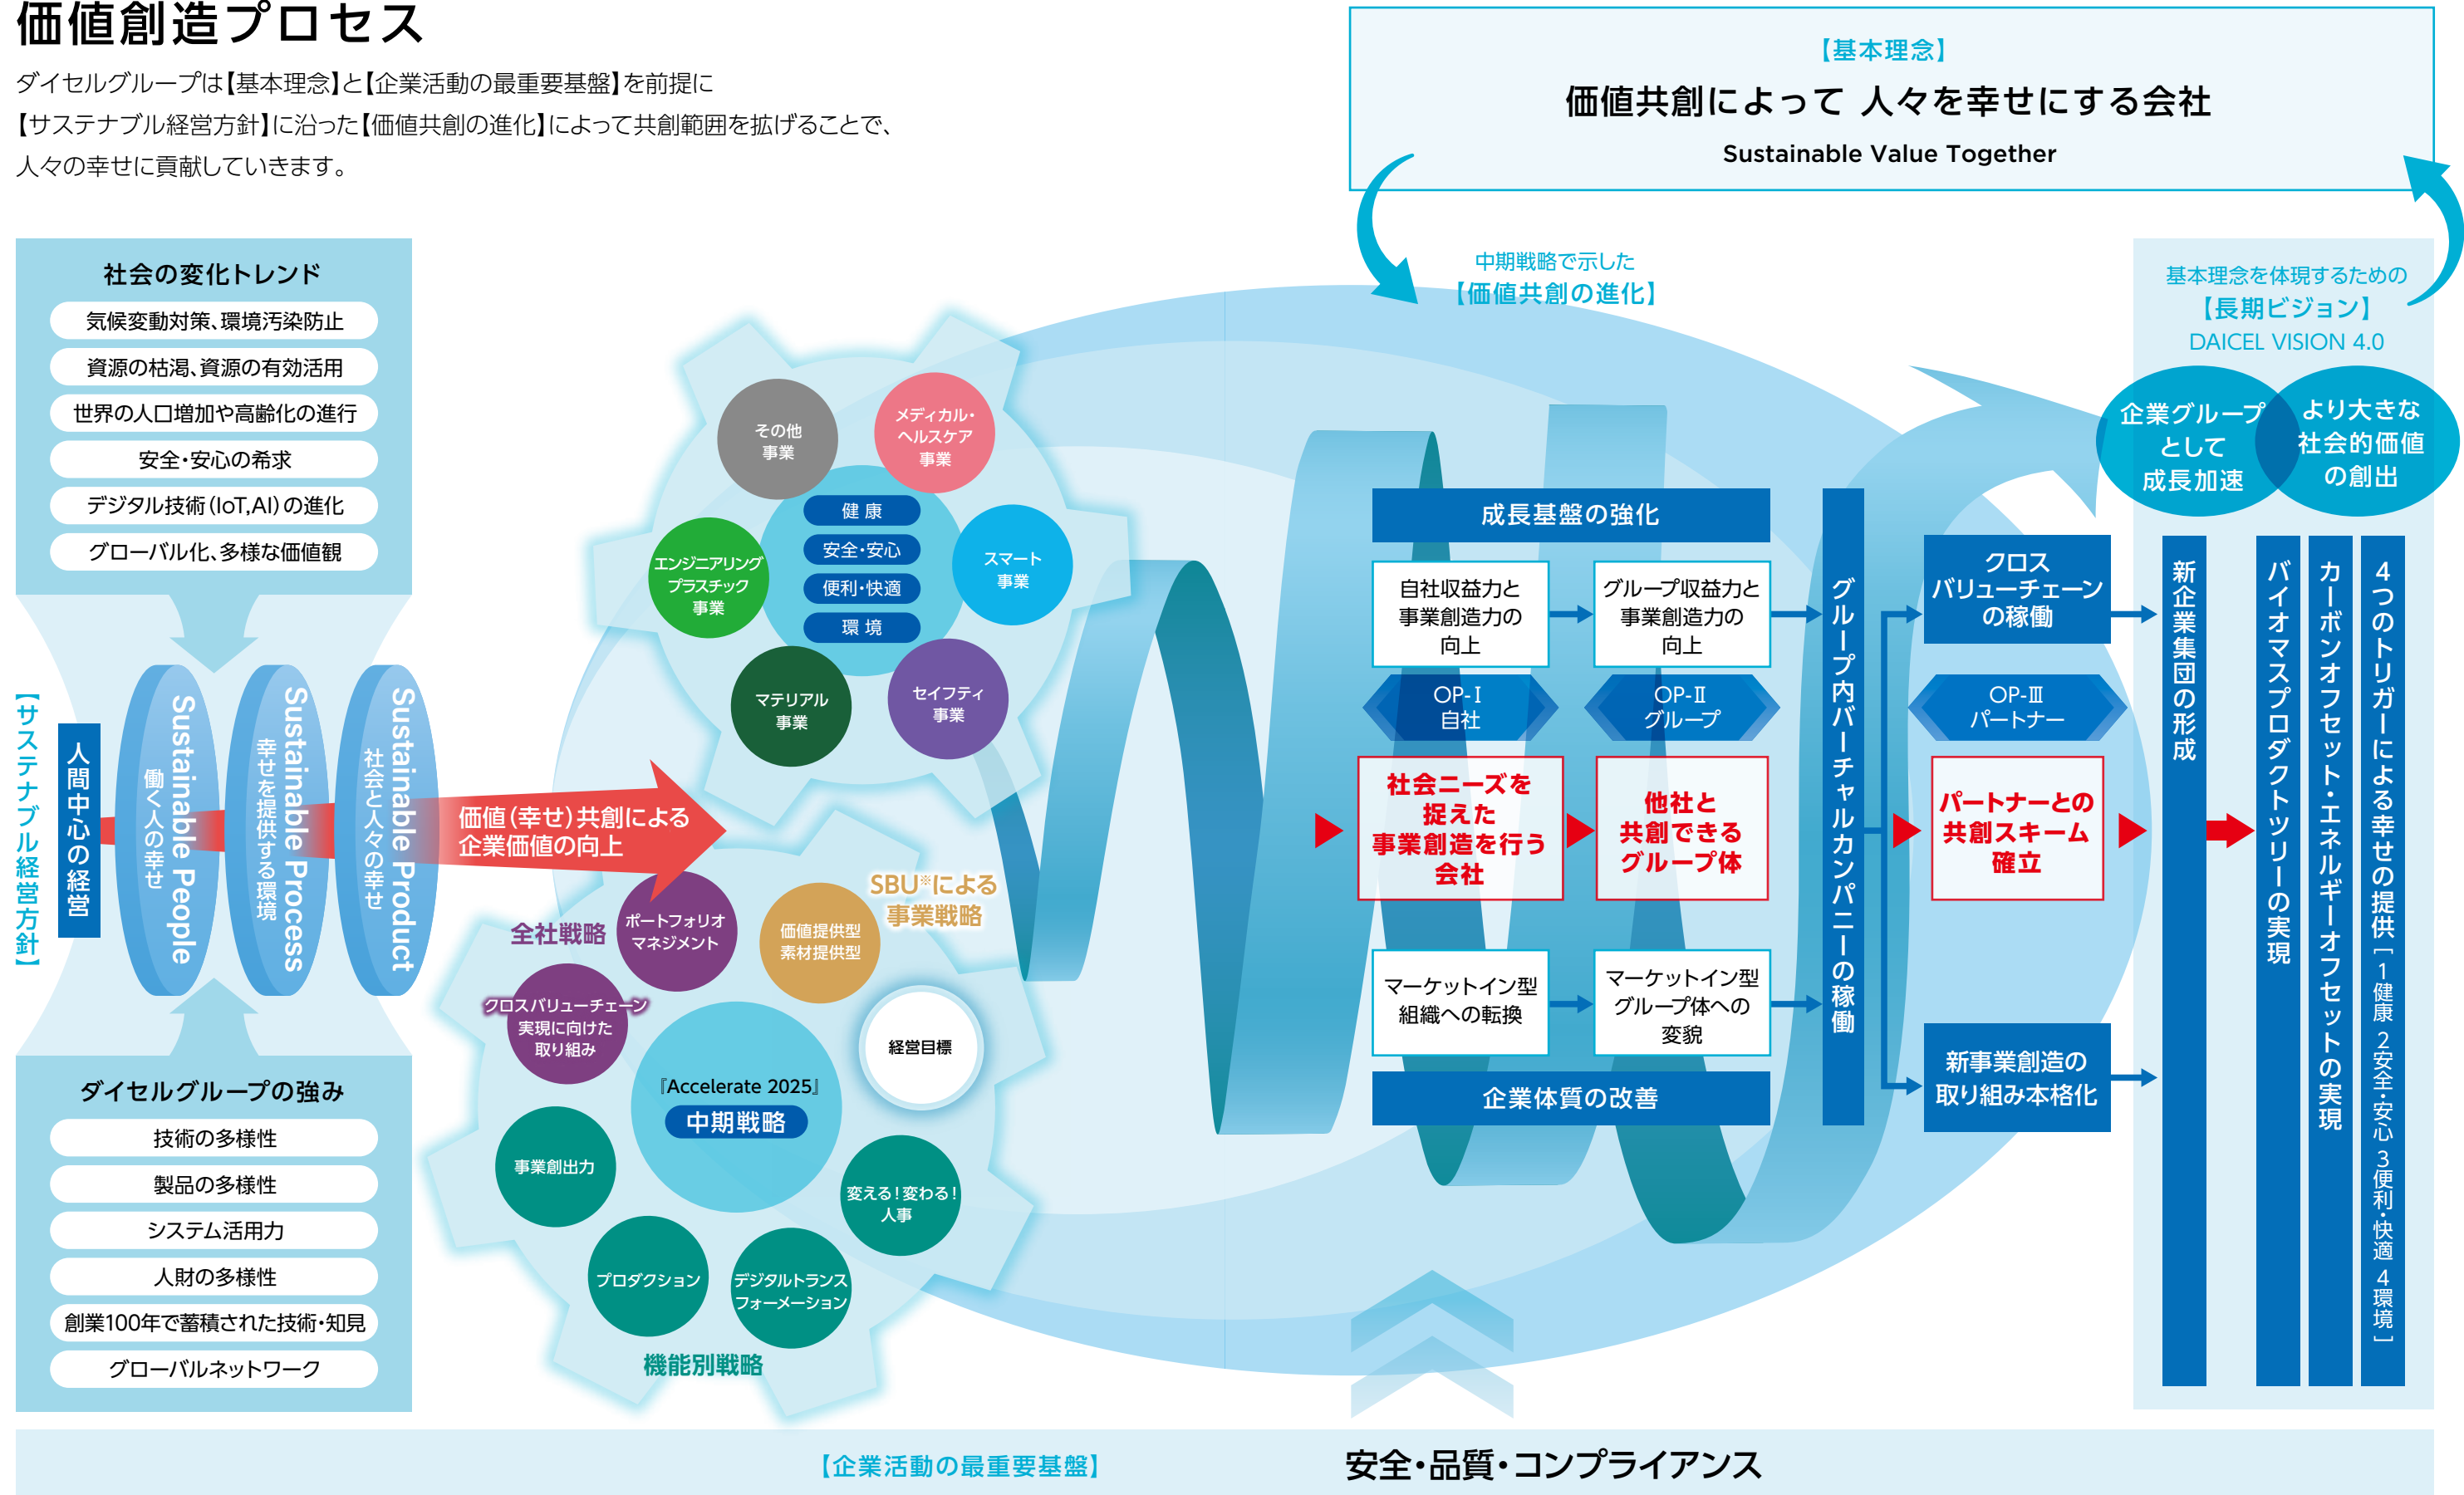 価値創造プロセス
ダイセルグループは【基本理念】と【企業活動の最重要基盤】を前提に
【サステナブル経営方針】に沿った【価値共創の進化】によって共創範囲を拡げることで、
人々の幸せに貢献していきます。
【基本理念】
価値共創によって 人々を幸せにする会社
Sustainable Value Together
社会の変化トレンド
気候変動対策、環境汚染防止
資源の枯渇、資源の有効活用
世界の人口増加や高齢化の進行
安全・安心の希求
デジタル技術（IoT,AI）の進化
グローバル化、多様な価値観
【サステナブル経営方針】
人間中心の経営
Sustainable People
働く人の幸せ
Sustainable Process
幸せを提供する環境
Sustainable Product
社会と人々の幸せ
価値（幸せ）共創による
企業価値の向上
ダイセルグループの強み
技術の多様性
製品の多様性
システム活用力
人財の多様性
創業100年で蓄積された技術・知見
グローバルネットワーク
その他
事業
メディカル・
ヘルスケア
事業
エンジニアリング
プラスチック
事業
スマート
事業
マテリアル
事業
セイフティ
事業
健康
安全・安心
便利・快適
環境
全社戦略
ポートフォリオ
マネジメント
クロスバリューチェーン
実現に向けた
取り組み
SBU※による
事業戦略
価値提供型
素材提供型
経営目標
『Accelerate 2025』
中期戦略
事業創出力
プロダクション
デジタルトランス
フォーメーション
変える！変わる！
人事
機能別戦略
中期戦略で示した
【価値共創の進化】
成長基盤の強化
自社収益力と
事業創造力の
向上
グループ収益力と
事業創造力の
向上
OP-Ⅰ
自社
OP-Ⅱ
グループ
社会ニーズを
捉えた
事業創造を行う
会社
他社と
共創できる
グループ体
マーケットイン型
組織への転換
マーケットイン型
グループ体への
変貌
企業体質の改善
グループ内バーチャルカンパニーの稼働
クロス
バリューチェーン
の稼働
OP-Ⅲ
パートナー
パートナーとの
共創スキーム
確立
新事業創造の
取り組み本格化
基本理念を体現するための
【長期ビジョン】
DAICEL VISION 4.0
企業グループ
として
成長加速
より大きな
社会的価値
の創出
新企業集団の形成
バイオマスプロダクトツリーの実現
カーボンオフセット・エネルギーオフセットの実現
4つのトリガーによる幸せの提供［1健康 2安全・安心 3便利・快適 4環境］
【企業活動の最重要基盤】
安全・品質・コンプライアンス